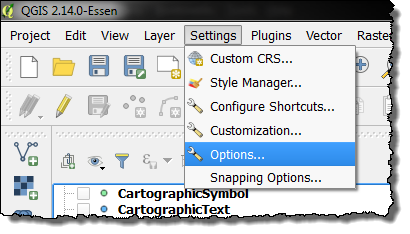 QGIS 2.14.0-Essen
Project Edit View Layer Settings Plugins Vector Raster
Custom CRS...
Style Manager...
Configure Shortcuts...
Customization...
Options...
Snapping Options...
CartographicSymbol
CartographicText